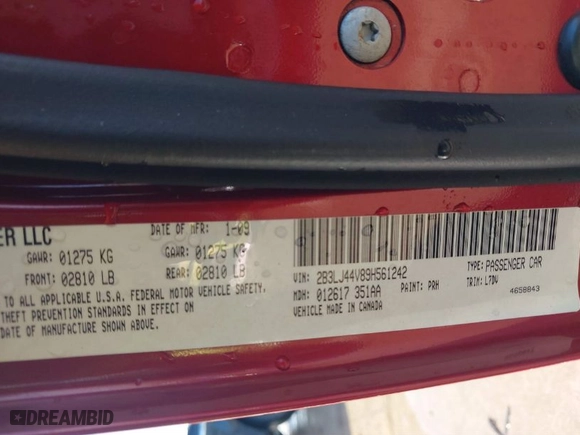 ER LLC
DATE OF MFR: 1-09
GAWR: 01275 KG
GAWR: 01275 KG
FRONT: 02810 LB
REAR: 02810 LB
TO ALL APPLICABLE U.S.A. FEDERAL MOTOR VEHICLE SAFETY,
THEFT PREVENTION STANDARDS IN EFFECT
DATE OF MANUFACTURE SHOWN ABOVE.
VIN: 2B3LJ44V89H561242
TYPE: PASSENGER CAR
MDH: 012617 351AA
PAINT: PRH
TRIM: L7DV
VEHICLE MADE IN CANADA
4658843
DREAMBID